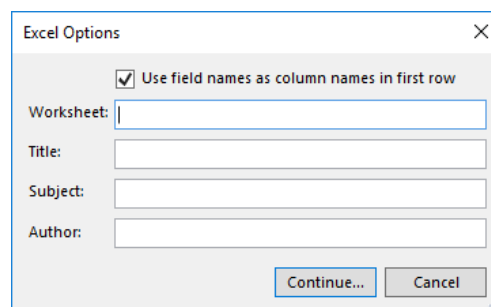 Excel Options
Use field names as column names in first row
Worksheet:
Title:
Subject:
Author:
Continue... Cancel